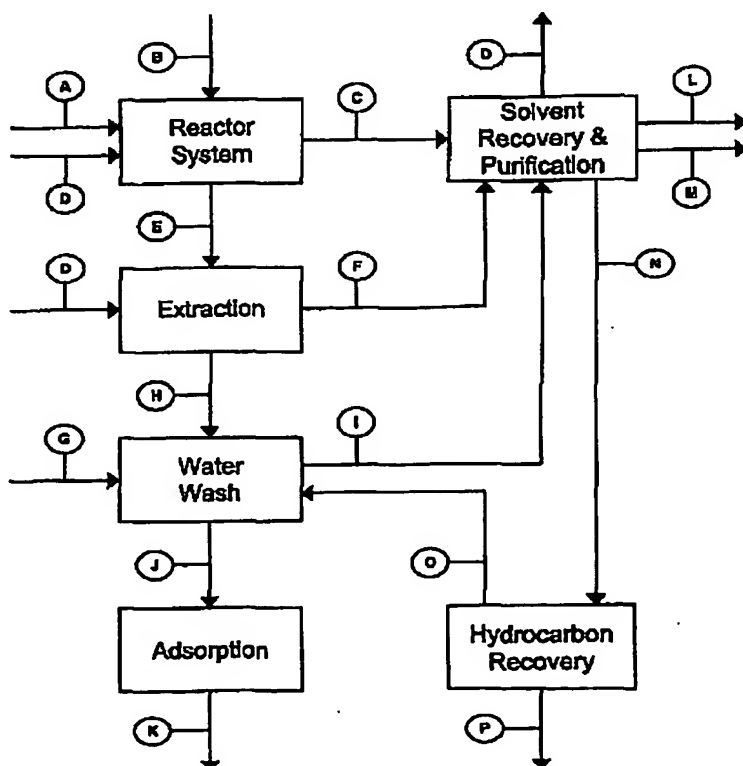 B
D
A
C
L
Reactor
System
Solvent
Recovery &
Purification
D
M
E
D
F
N
Extraction
H
G
I
Water
Wash
J
O
Adsorption
Hydrocarbon
Recovery
K
P